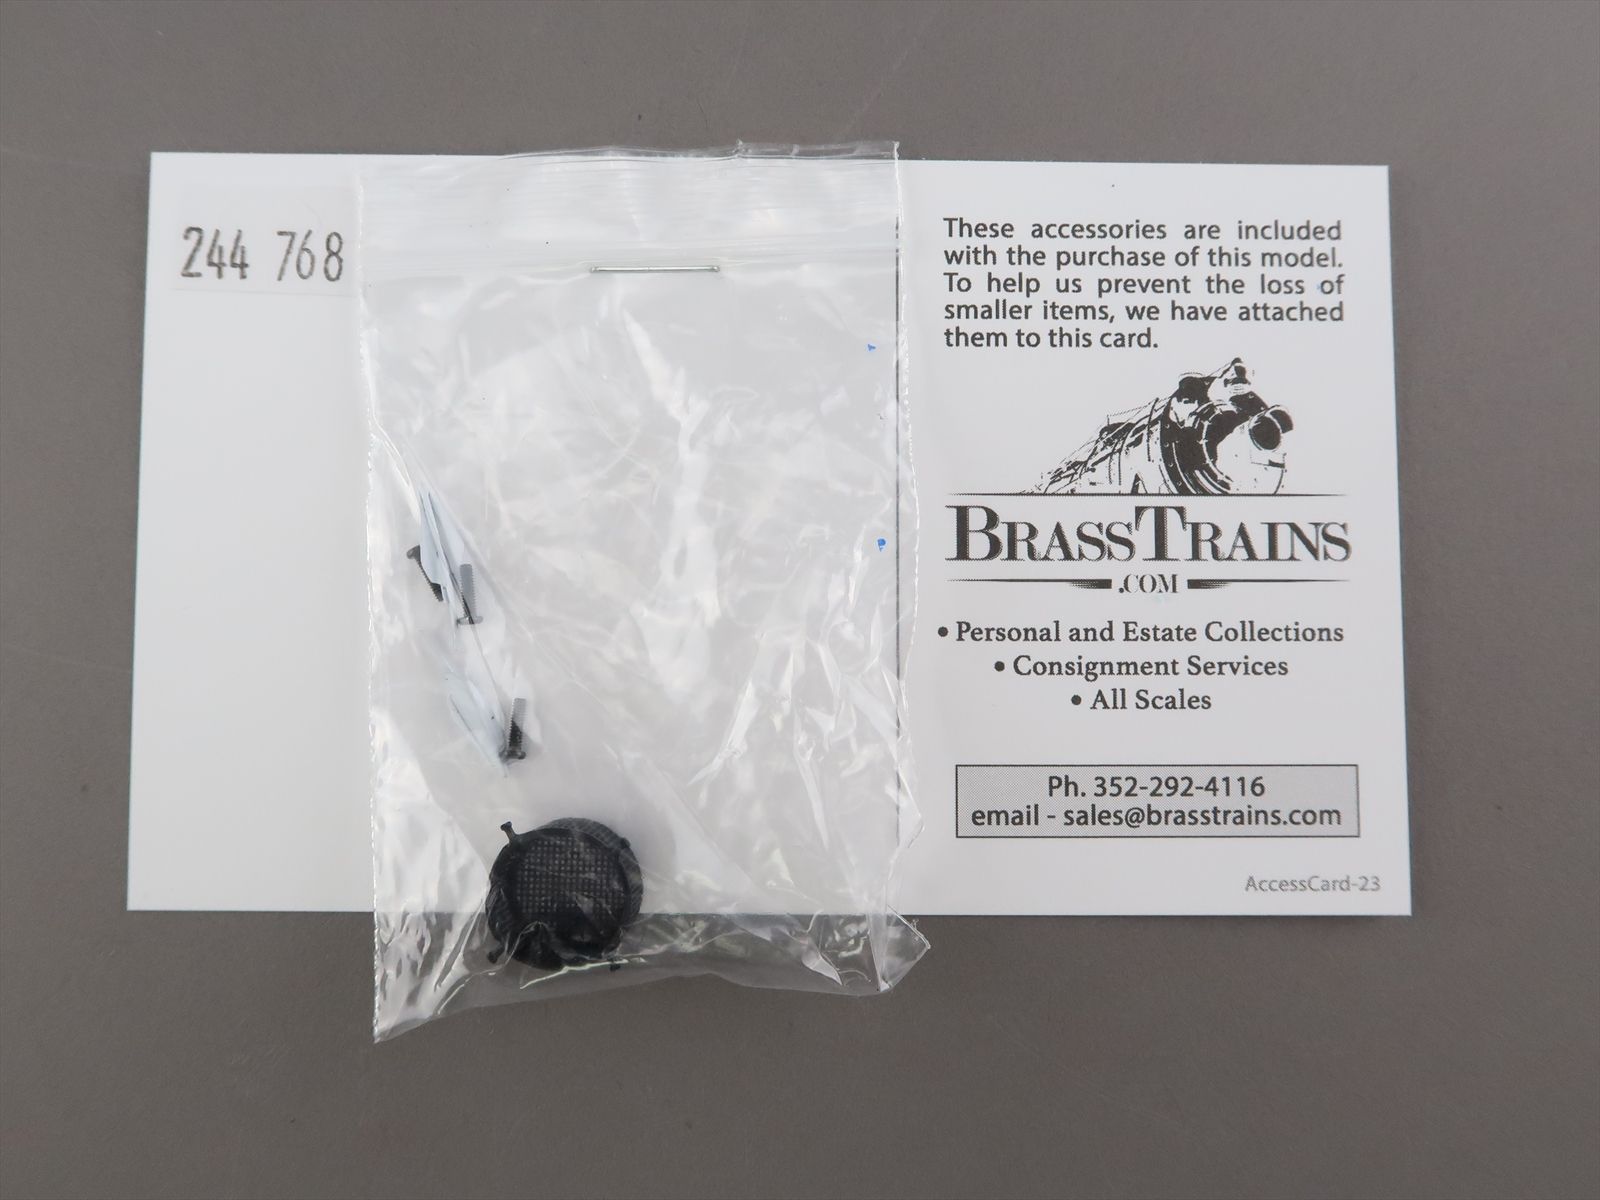 244 768
These accessories are included
with the purchase of this model.
To help us prevent the loss of
smaller items, we have attached
them to this card.
BRASSTRAINS
.COM
• Personal and Estate Collections
• Consignment Services
• All Scales
Ph. 352-292-4116
email - sales@brasstrains.com
AccessCard-23